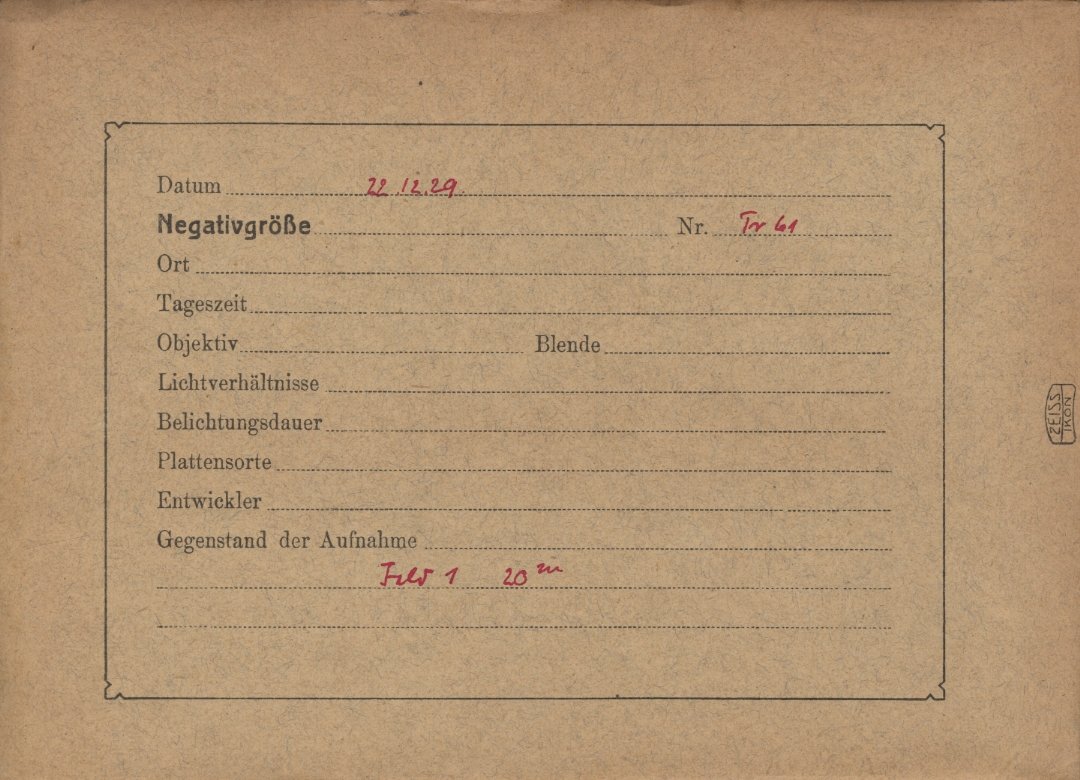 Datum 22.12.29.
Negativgröße Nr. Tr 61
Ort
Tageszeit
Objektiv Blende
Lichtverhältnisse
Belichtungsdauer
Plattensorte
Entwickler
Gegenstand der Aufnahme
Feld 1 20 m
ZEISS
IKON